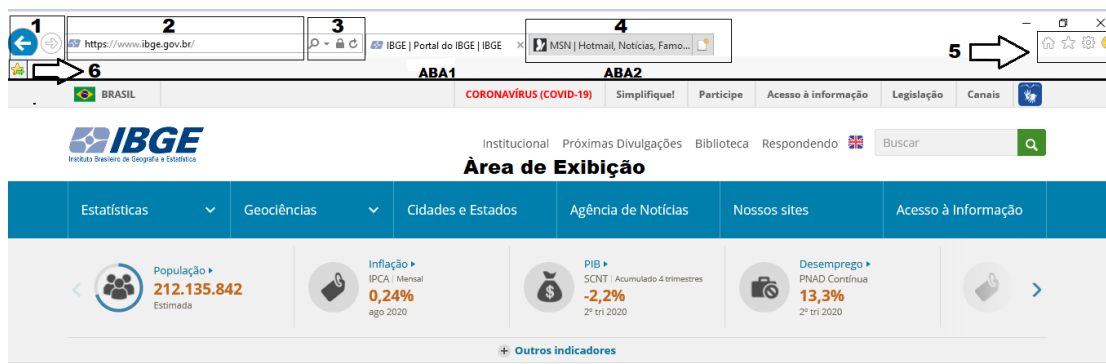 1 2 3 4 5
https://www.ibge.gov.br/ IBGE | Portal do IBGE | IBGE × MSN | Hotmail, Notícias, Famo...
6 ABA1 ABA2
BRASIL CORONAVÍRUS (COVID-19) Simplifique! Participe Acesso à informação Legislação Canais
IBGE
Instituto Brasileiro de Geografia e Estatística
Institucional Próximas Divulgações Biblioteca Respondendo Buscar
Àrea de Exibição
Estatísticas Geociências Cidades e Estados Agência de Notícias Nossos sites Acesso à Informação
População
212.135.842
Estimada
Inflação
IPCA | Mensal
0,24%
ago 2020
PIB
SCNT | Acumulado 4 trimestres
-2,2%
2º tri 2020
Desemprego
PNAD Contínua
13,3%
2º tri 2020
Outros indicadores